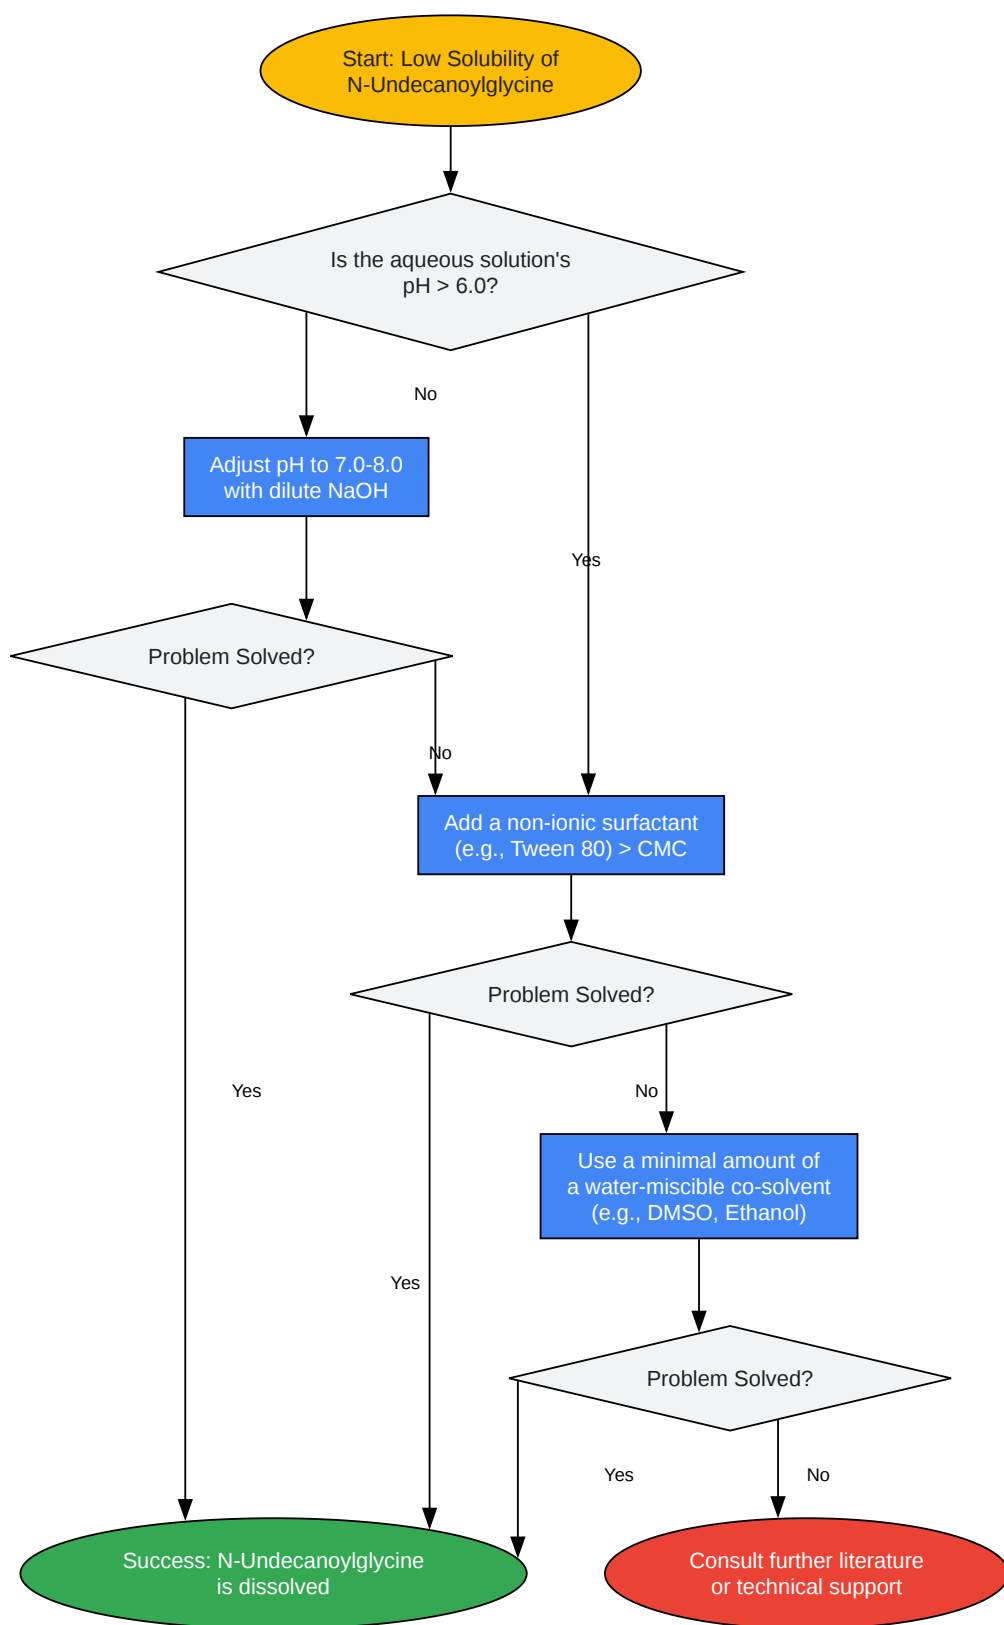 Start: Low Solubility of
N-Undecanoylglycine
Is the aqueous solution's
pH > 6.0?
No
Adjust pH to 7.0-8.0
with dilute NaOH
Yes
Problem Solved?
No
Add a non-ionic surfactant
(e.g., Tween 80) > CMC
Problem Solved?
Yes
No
Use a minimal amount of
a water-miscible co-solvent
(e.g., DMSO, Ethanol)
Yes
Problem Solved?
Yes
No
Success: N-Undecanoylglycine
is dissolved
Consult further literature
or technical support